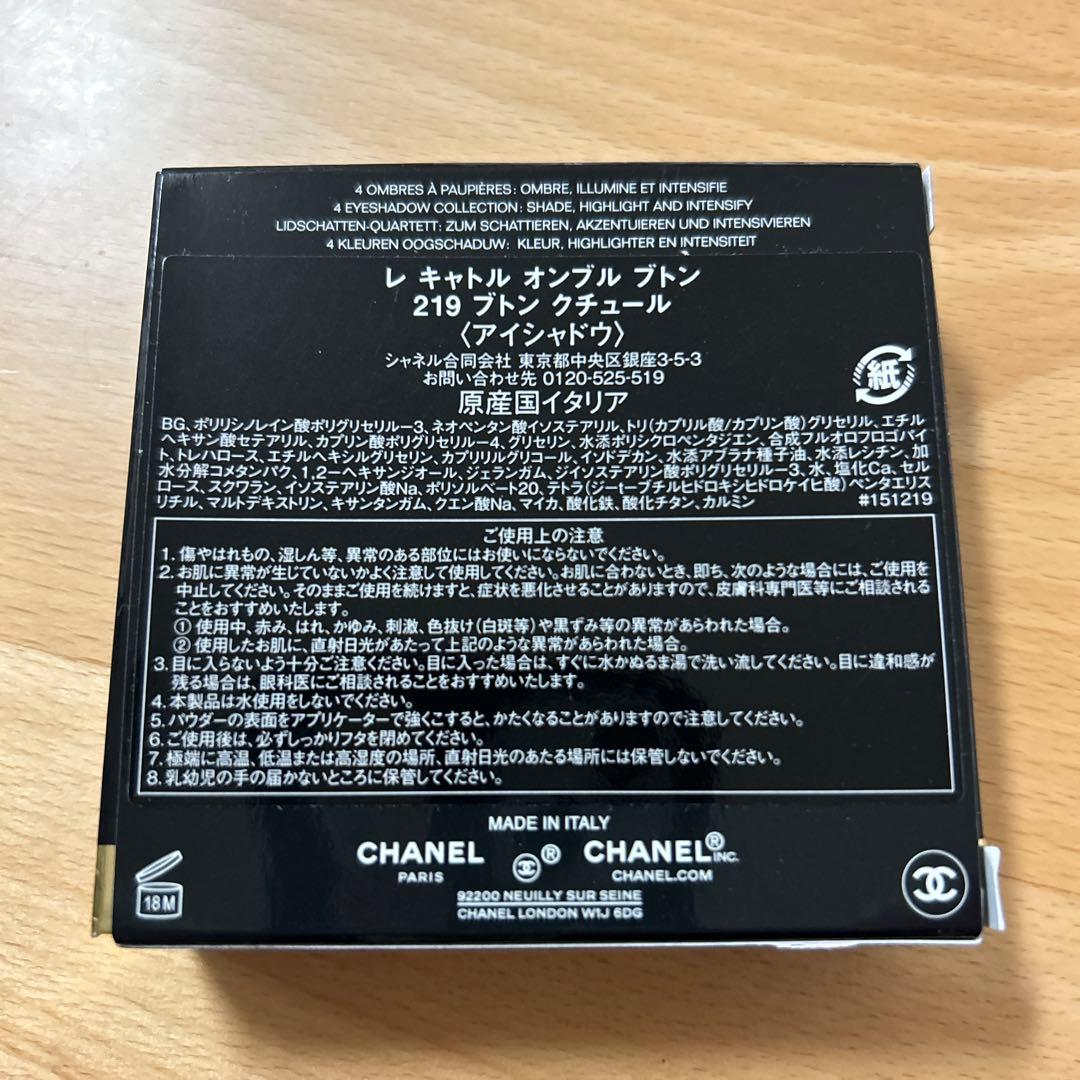 4 OMBRES À PAUPIÈRES : OMBRE, ILLUMINE ET INTENSIFIE
4 EYESHADOW COLLECTION : SHADE, HIGHLIGHT AND INTENSIFY
LIDSCHATTEN-QUARTETT : ZUM SCHATTIEREN, AKZENTUIEREN UND INTENSIVIEREN
4 KLEUREN OOGSCHADUW : KLEUR, HIGHLIGHTER EN INTENSITEIT
レ キャトル オンブル ブトン
219 ブトン クチュール
〈アイシャドウ〉
シャネル合同会社 東京都中央区銀座3-5-3
お問い合わせ先 0120-525-519
原産国イタリア
紙
BG、ポリリシノレイン酸ポリグリセリル-3、ネオペンタン酸イソステアリル、トリ(カプリル酸/カプリン酸)グリセリル、エチル
ヘキサン酸セテアリル、カプリン酸ポリグリセリル-4、グリセリン、水添ポリシクロペンタジエン、合成フルオロフロゴパイ
ト、トレハロース、エチルヘキシルグリセリン、カプリリルグリコール、イソドデカン、水添アブラナ種子油、水添レシチン、加
水分解コメタンパク、1,2-ヘキサンジオール、ジェランガム、ジイソステアリン酸ポリグリセリル-3、水、塩化Ca、セル
ロース、スクワラン、イソステアリン酸Na、ポリソルベート20、テトラ(ジ-t-ブチルヒドロキシヒドロケイヒ酸)ペンタエリス
リチル、マルトデキストリン、キサンタンガム、クエン酸Na、マイカ、酸化鉄、酸化チタン、カルミン #151219
ご使用上の注意
1. 傷やはれもの、湿しん等、異常のある部位にはお使いにならないでください。
2. お肌に異常が生じていないかよく注意して使用してください。お肌に合わないとき、即ち、次のような場合には、ご使用を
中止してください。そのままご使用を続けますと、症状を悪化させることがありますので、皮膚科専門医等にご相談される
ことをおすすめいたします。
① 使用中、赤み、はれ、かゆみ、刺激、色抜け(白斑等)や黒ずみ等の異常があらわれた場合。
② 使用したお肌に、直射日光があたって上記のような異常があらわれた場合。
3. 目に入らないよう十分ご注意ください。目に入った場合は、すぐに水かぬるま湯で洗い流してください。目に違和感が
残る場合は、眼科医にご相談されることをおすすめいたします。
4. 本製品は水使用をしないでください。
5. パウダーの表面をアプリケーターで強くこすると、かたくなることがありますので注意してください。
6. ご使用後は、必ずしっかりフタを閉めてください。
7. 極端に高温、低温または高湿度の場所、直射日光のあたる場所には保管しないでください。
8. 乳幼児の手の届かないところに保管してください。
MADE IN ITALY
CHANEL ® CHANEL® INC.
PARIS CHANEL.COM
92200 NEUILLY SUR SEINE
CHANEL LONDON W1J 6DG
18 M